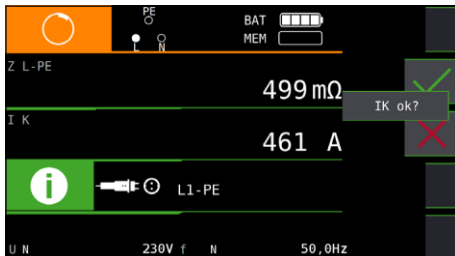 PE
L N
BAT
MEM
Z L-PE
499 mΩ
IK ok?
I K
461 A
i
L1-PE
U N 230V f N 50,0Hz